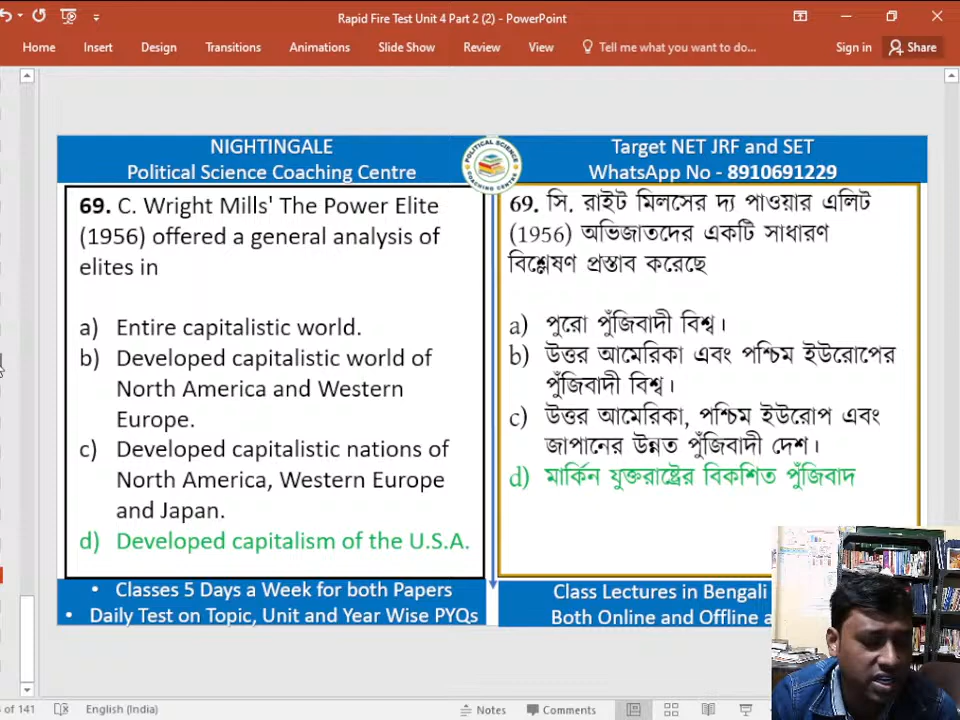 Rapid Fire Test Unit 4 Part 2 (2) - PowerPoint
Home Insert Design Transitions Animations Slide Show Review View Tell me what you want to do... Sign in Share
NIGHTINGALE
Political Science Coaching Centre
POLITICAL SCIENCE
COACHING CENTRE
Target NET JRF and SET
WhatsApp No - 8910691229
69. C. Wright Mills' The Power Elite
(1956) offered a general analysis of
elites in
a) Entire capitalistic world.
b) Developed capitalistic world of
North America and Western
Europe.
c) Developed capitalistic nations of
North America, Western Europe
and Japan.
d) Developed capitalism of the U.S.A.
69. সি. রাইট মিলসের দ্য পাওয়ার এলিট
(1956) অভিজাতদের একটি সাধারণ
বিশ্লেষণ প্রস্তাব করেছে
a) পুরো পুঁজিবাদী বিশ্ব।
b) উত্তর আমেরিকা এবং পশ্চিম ইউরোপের
পুঁজিবাদী বিশ্ব।
c) উত্তর আমেরিকা, পশ্চিম ইউরোপ এবং
জাপানের উন্নত পুঁজিবাদী দেশ।
d) মার্কিন যুক্তরাষ্ট্রের বিকশিত পুঁজিবাদ
• Classes 5 Days a Week for both Papers
• Daily Test on Topic, Unit and Year Wise PYQs
Class Lectures in Bengali
Both Online and Offline a
of 141 English (India) Notes Comments